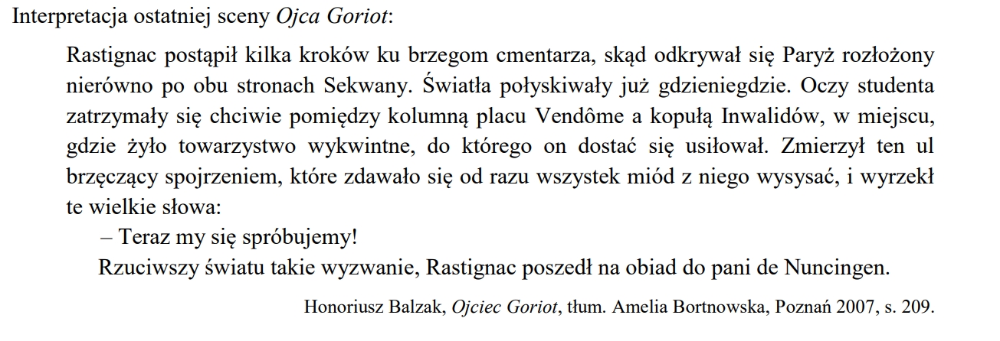 Interpretacja ostatniej sceny Ojca Goriot:
Rastignac postąpił kilka kroków ku brzegom cmentarza, skąd odkrywał się Paryż rozłożony
nierówno po obu stronach Sekwany. Światła połyskiwały już gdzieniegdzie. Oczy studenta
zatrzymały się chciwie pomiędzy kolumną placu Vendôme a kopułą Inwalidów, w miejscu,
gdzie żyło towarzystwo wykwintne, do którego on dostać się usiłował. Zmierzył ten ul
brzęczący spojrzeniem, które zdawało się od razu wszystek miód z niego wysysać, i wyrzekł
te wielkie słowa:
– Teraz my się spróbujemy!
Rzuciwszy światu takie wyzwanie, Rastignac poszedł na obiad do pani de Nuncingen.
Honoriusz Balzak, Ojciec Goriot, tłum. Amelia Bortnowska, Poznań 2007, s. 209.